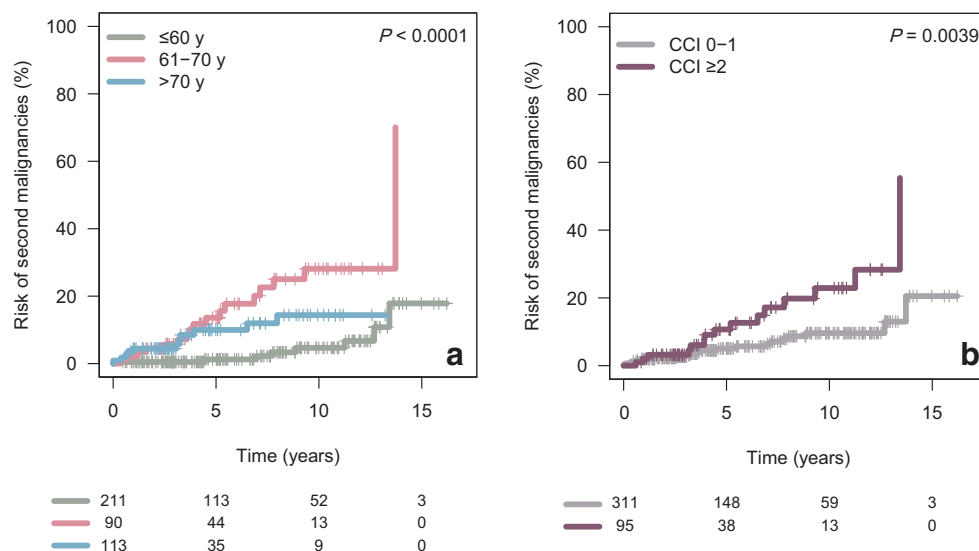 100
80
60
40
20
0
Risk of second malignancies (%)
≤60 y
61–70 y
>70 y
P < 0.0001
a
0 5 10 15
Time (years)
211 113 52 3
90 44 13 0
113 35 9 0
100
80
60
40
20
0
Risk of second malignancies (%)
CCI 0–1
CCI ≥2
P = 0.0039
b
0 5 10 15
Time (years)
311 148 59 3
95 38 13 0